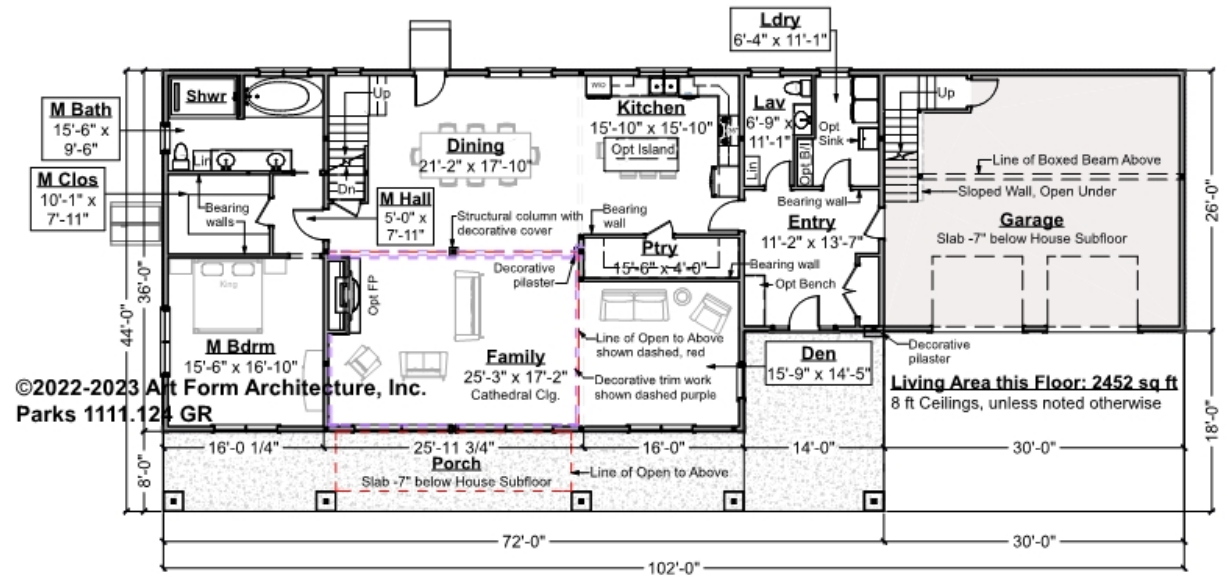 Ldry
6'-4" x 11'-1"
M Bath
15'-6" x
9'-6"
Shwr
Up
Dining
21'-2" x 17'-10"
Kitchen
15'-10" x 15'-10"
Opt Island
Lav
6'-9" x
11'-1"
Opt
Sink
Opt B/I
Lin
Up
Line of Boxed Beam Above
Sloped Wall, Open Under
Lin
M Clos
10'-1" x
7'-11"
Bearing
walls
Dn
M Hall
5'-0" x
7'-11"
Structural column with
decorative cover
Bearing
wall
Bearing wall
Entry
11'-2" x 13'-7"
Garage
Slab -7" below House Subfloor
26'-0"
Ptry
15'-6" x 4'-0"
Bearing wall
Decorative
pilaster
Opt Bench
King
Opt FP
36'-0"
44'-0"
M Bdrm
15'-6" x 16'-10"
Family
25'-3" x 17'-2"
Cathedral Clg.
Line of Open to Above
shown dashed, red
Decorative trim work
shown dashed purple
Den
15'-9" x 14'-5"
Decorative
pilaster
©2022-2023 Art Form Architecture, Inc.
Parks 1111.124 GR
Living Area this Floor: 2452 sq ft
8 ft Ceilings, unless noted otherwise
18'-0"
16'-0 1/4"
25'-11 3/4"
16'-0"
14'-0"
30'-0"
8'-0"
Porch
Slab -7" below House Subfloor
Line of Open to Above
72'-0"
30'-0"
102'-0"